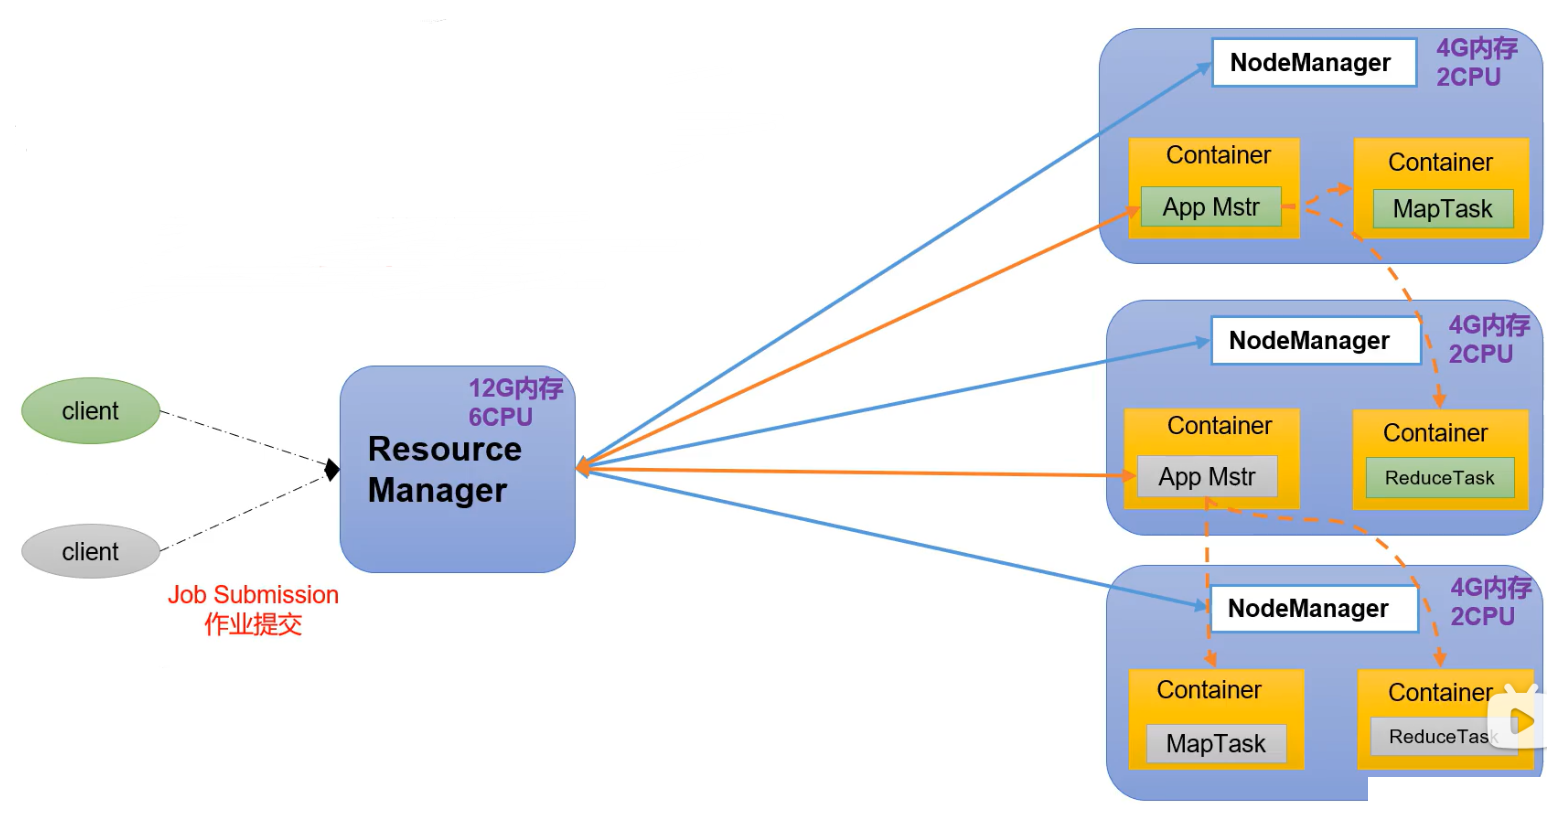 client
client
Job Submission
作业提交
12G内存
6CPU
Resource
Manager
NodeManager
4G内存
2CPU
Container
App Mstr
Container
MapTask
NodeManager
4G内存
2CPU
Container
App Mstr
Container
ReduceTask
NodeManager
4G内存
2CPU
Container
MapTask
Container
ReduceTask